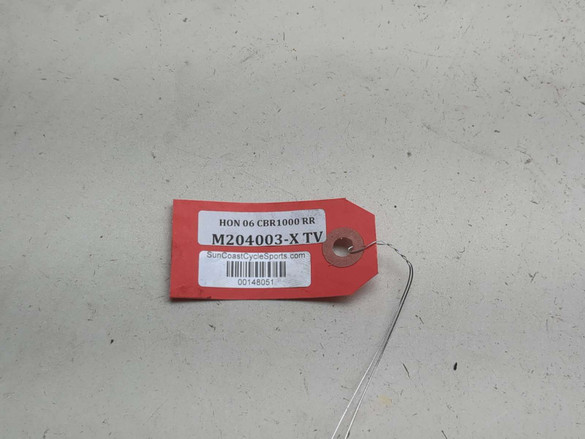 HON 06 CBR1000 RR
M204003-X TV
SunCoastCycleSports.com
00148051